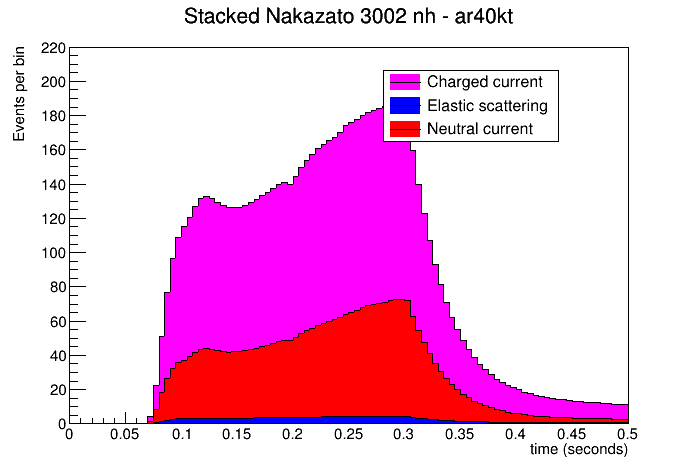 Stacked Nakazato 3002 nh - ar40kt
Events per bin
220
200
180
160
140
120
100
80
60
40
20
0
Charged current
Elastic scattering
Neutral current
0 0.05 0.1 0.15 0.2 0.25 0.3 0.35 0.4 0.45 0.5
time (seconds)